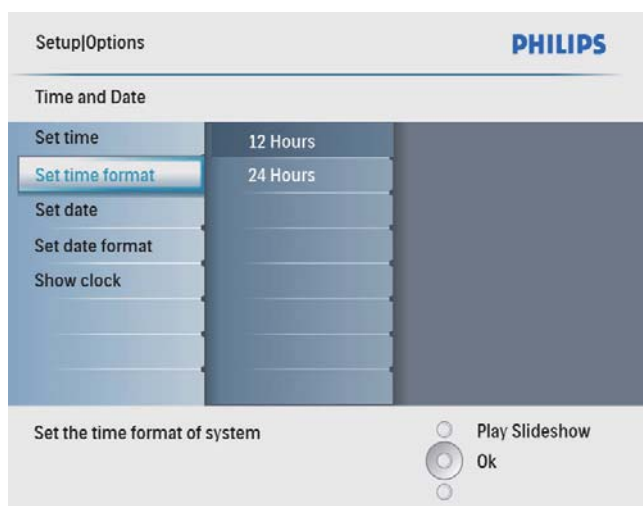 Setup|Options
PHILIPS
Time and Date
Set time
12 Hours
Set time format
24 Hours
Set date
Set date format
Show clock
Set the time format of system
Play Slideshow
Ok